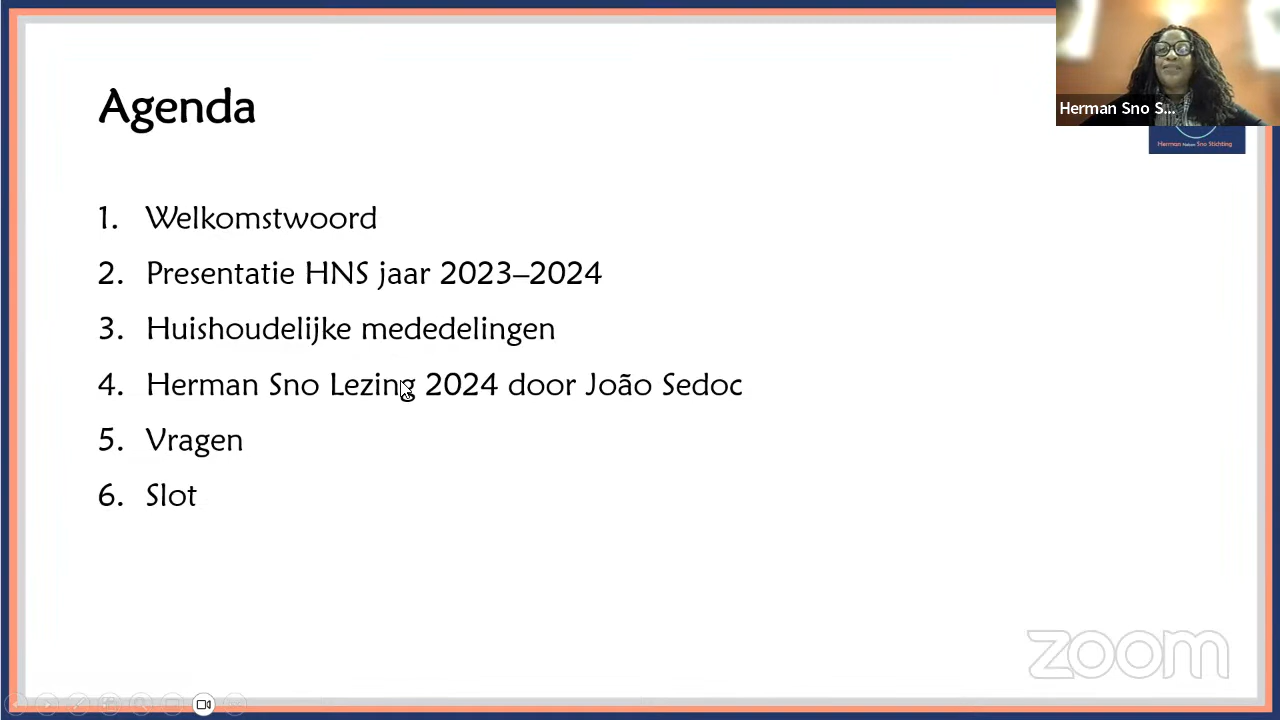 Agenda
Herman Sno S...
Herman Nelson Sno Stichting
1. Welkomstwoord
2. Presentatie HNS jaar 2023–2024
3. Huishoudelijke mededelingen
4. Herman Sno Lezing 2024 door João Sedoc
5. Vragen
6. Slot
zoom